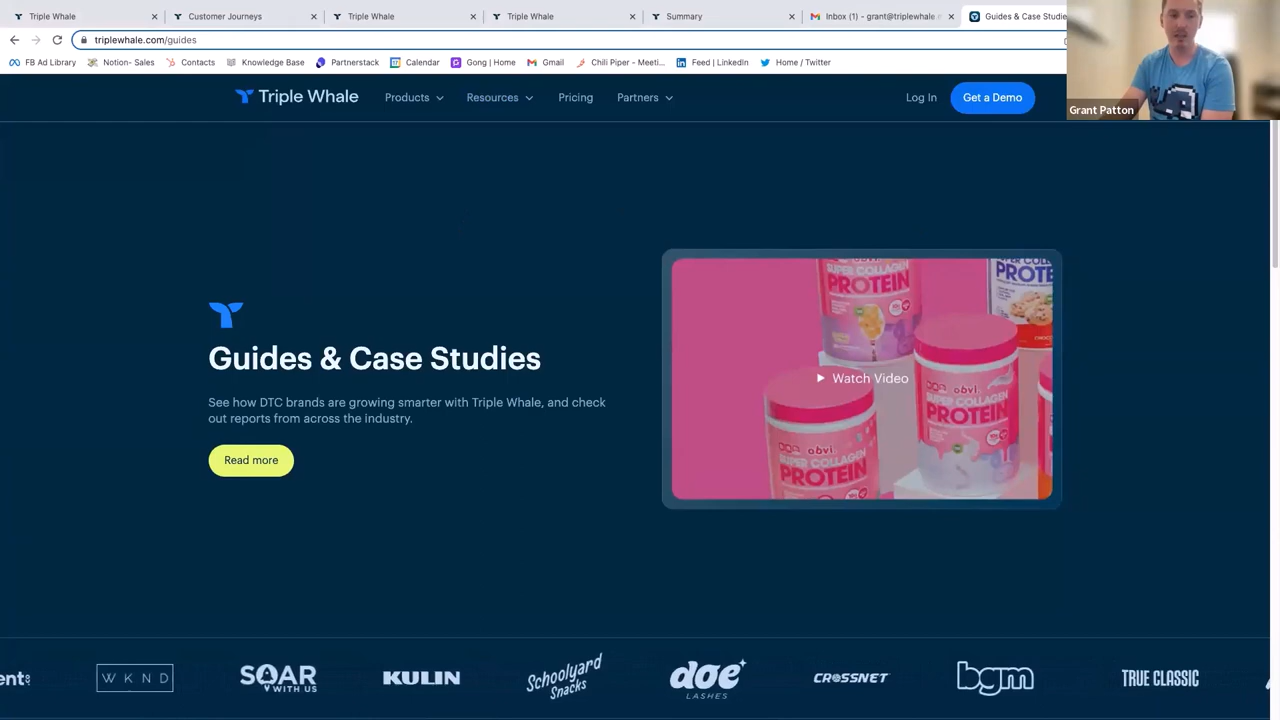 Triple Whale
Customer Journeys
Triple Whale
Triple Whale
Summary
Inbox (1) - grant@triplewhale.
Guides & Case Studie
triplewhale.com/guides
FB Ad Library
Notion- Sales
Contacts
Knowledge Base
Partnerstack
Calendar
Gong | Home
Gmail
Chili Piper - Meeti...
Feed | LinkedIn
Home / Twitter
Triple Whale
Products
Resources
Pricing
Partners
Log In
Get a Demo
Grant Patton
Guides & Case Studies
See how DTC brands are growing smarter with Triple Whale, and check
out reports from across the industry.
Read more
SUPER COLLAGEN
PROTEIN
PROTE
Watch Video
obvi
SUPER COLLAGEN
PROTEIN
obvi
SUPER COLLAGEN
PROTEIN
WKND
SOAR
WITH US
KULIN
Schoolyard
Snacks
doe
LASHES
CROSSNET
bgm
TRUE CLASSIC